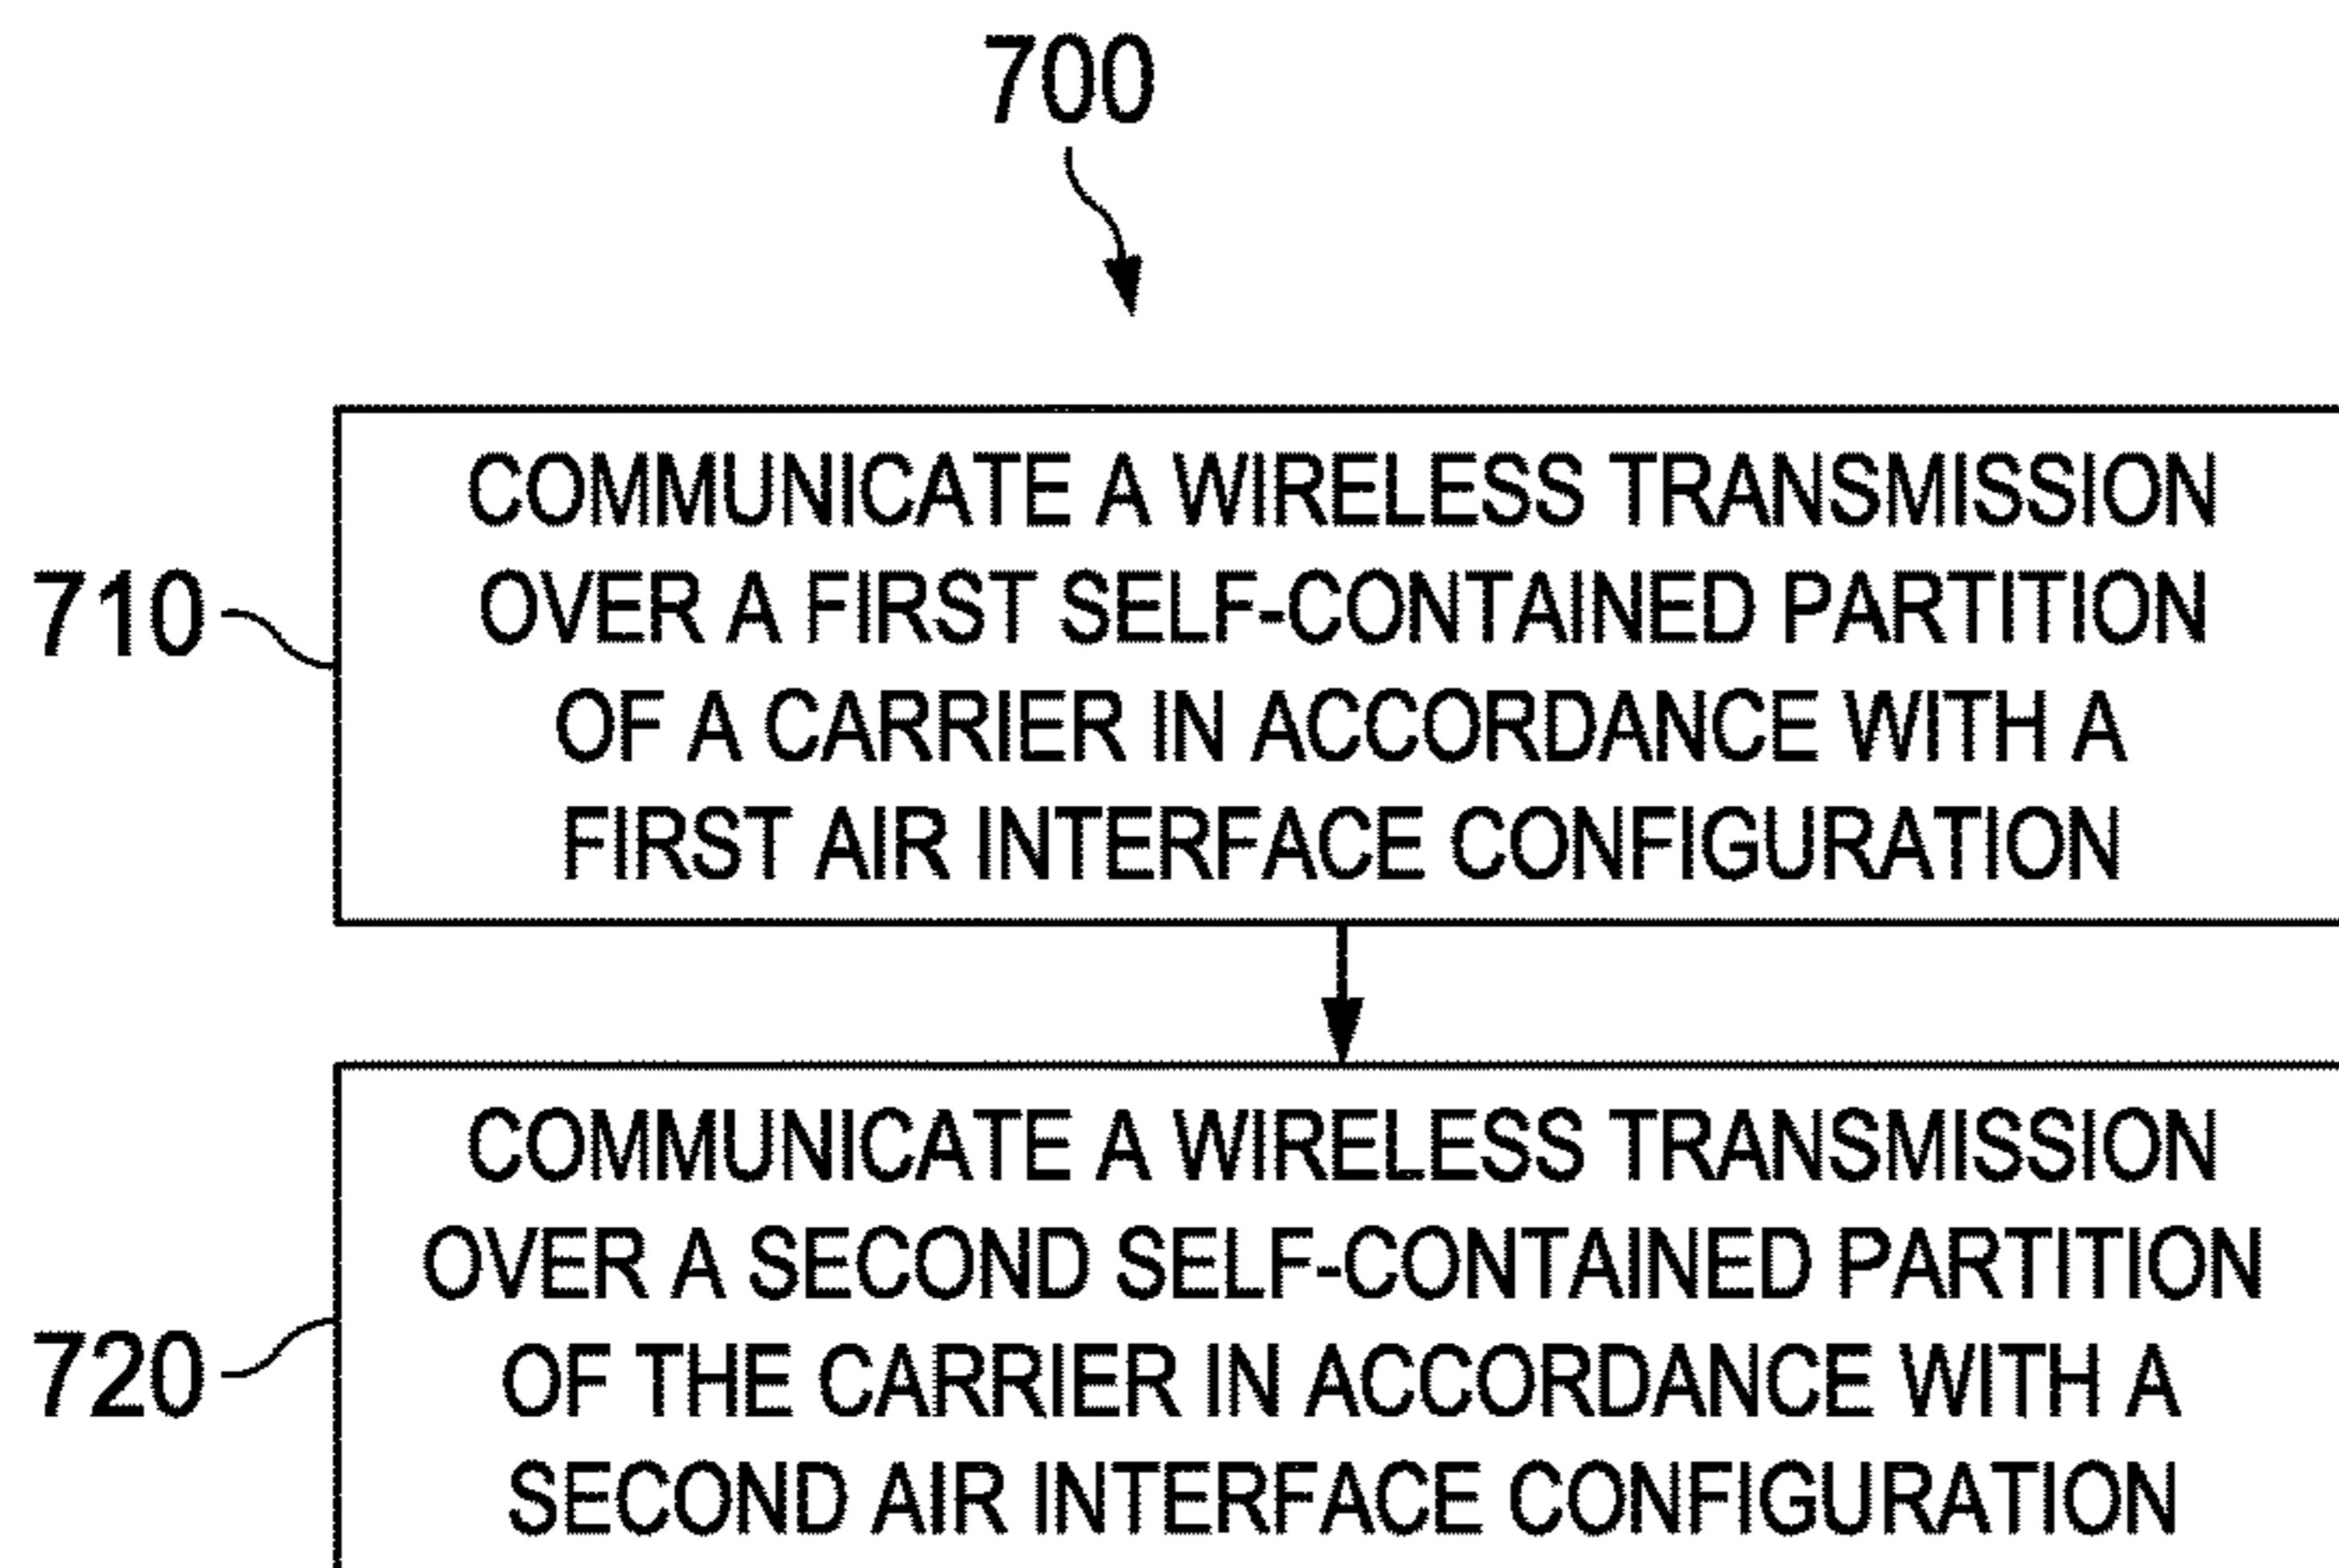 700
710
COMMUNICATE A WIRELESS TRANSMISSION
OVER A FIRST SELF-CONTAINED PARTITION
OF A CARRIER IN ACCORDANCE WITH A
FIRST AIR INTERFACE CONFIGURATION
720
COMMUNICATE A WIRELESS TRANSMISSION
OVER A SECOND SELF-CONTAINED PARTITION
OF THE CARRIER IN ACCORDANCE WITH A
SECOND AIR INTERFACE CONFIGURATION